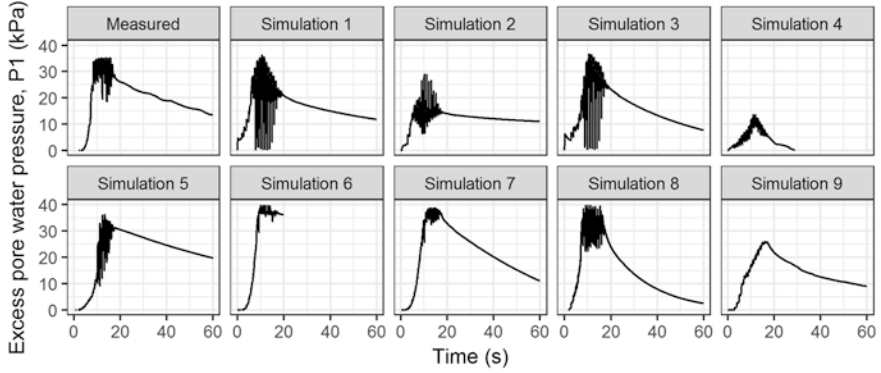 Excess pore water pressure, P1 (kPa)
Measured Simulation 1 Simulation 2 Simulation 3 Simulation 4
40
30
20
10
0
Simulation 5 Simulation 6 Simulation 7 Simulation 8 Simulation 9
40
30
20
10
0
0 20 40 60 0 20 40 60 0 20 40 60 0 20 40 60 0 20 40 60
Time (s)